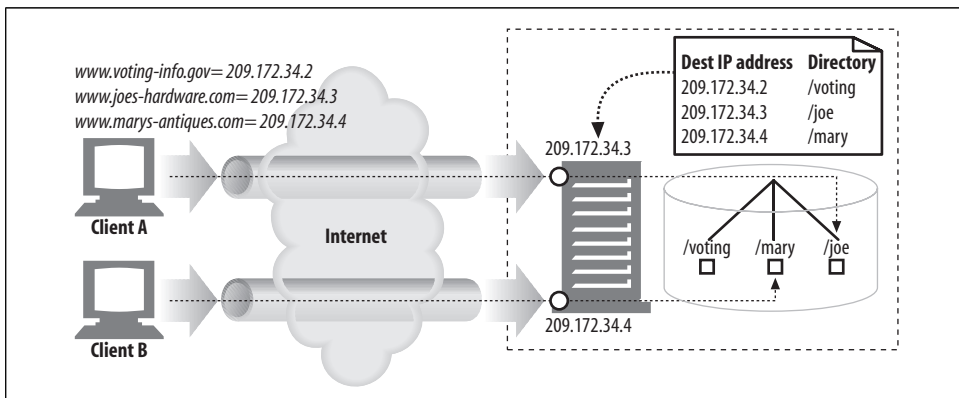 www.voting-info.gov= 209.172.34.2
www.joes-hardware.com= 209.172.34.3
www.marys-antiques.com= 209.172.34.4
Client A
Client B
Internet
209.172.34.3
209.172.34.4
Dest IP address Directory
209.172.34.2 /voting
209.172.34.3 /joe
209.172.34.4 /mary
/voting /mary /joe